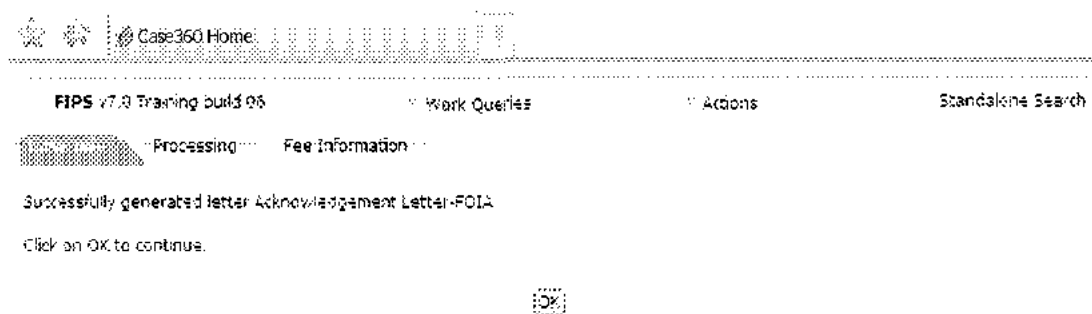 Case360 Home
FIPS v7.0 Training build 06 Work Queries Actions Standalone Search
Processing Fee Information
Successfully generated letter Acknowledgement Letter-FOIA
Click on OK to continue.
OK